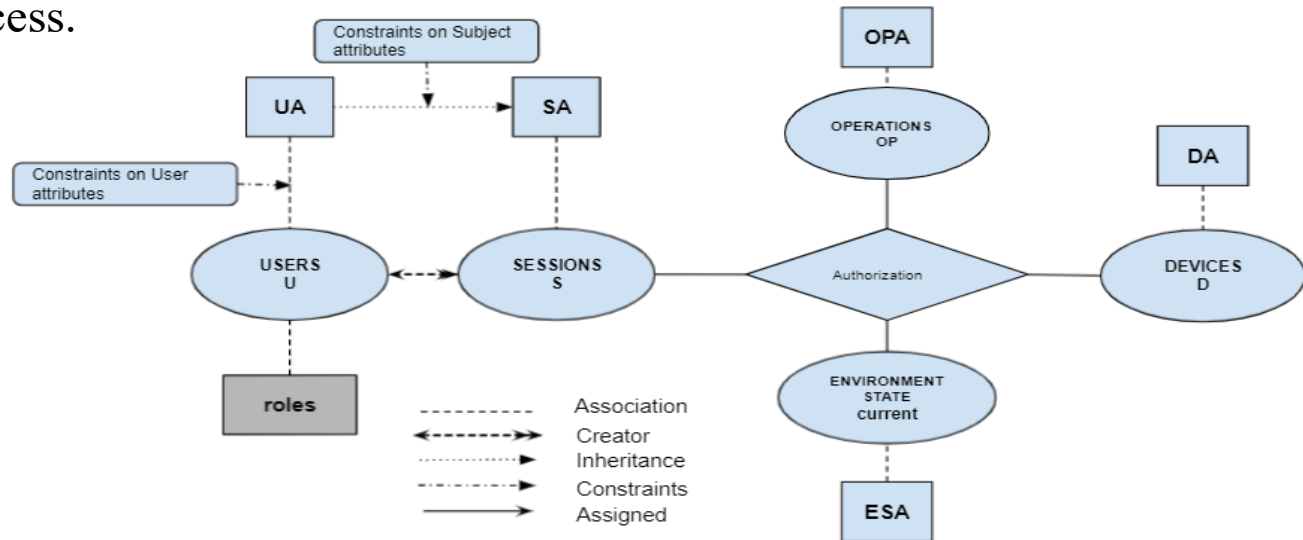 cess.
Constraints on Subject
attributes
OPA
UA
SA
OPERATIONS
OP
DA
Constraints on User
attributes
USERS
U
SESSIONS
S
Authorization
DEVICES
D
roles
ENVIRONMENT
STATE
current
ESA
Association
Creator
Inheritance
Constraints
Assigned